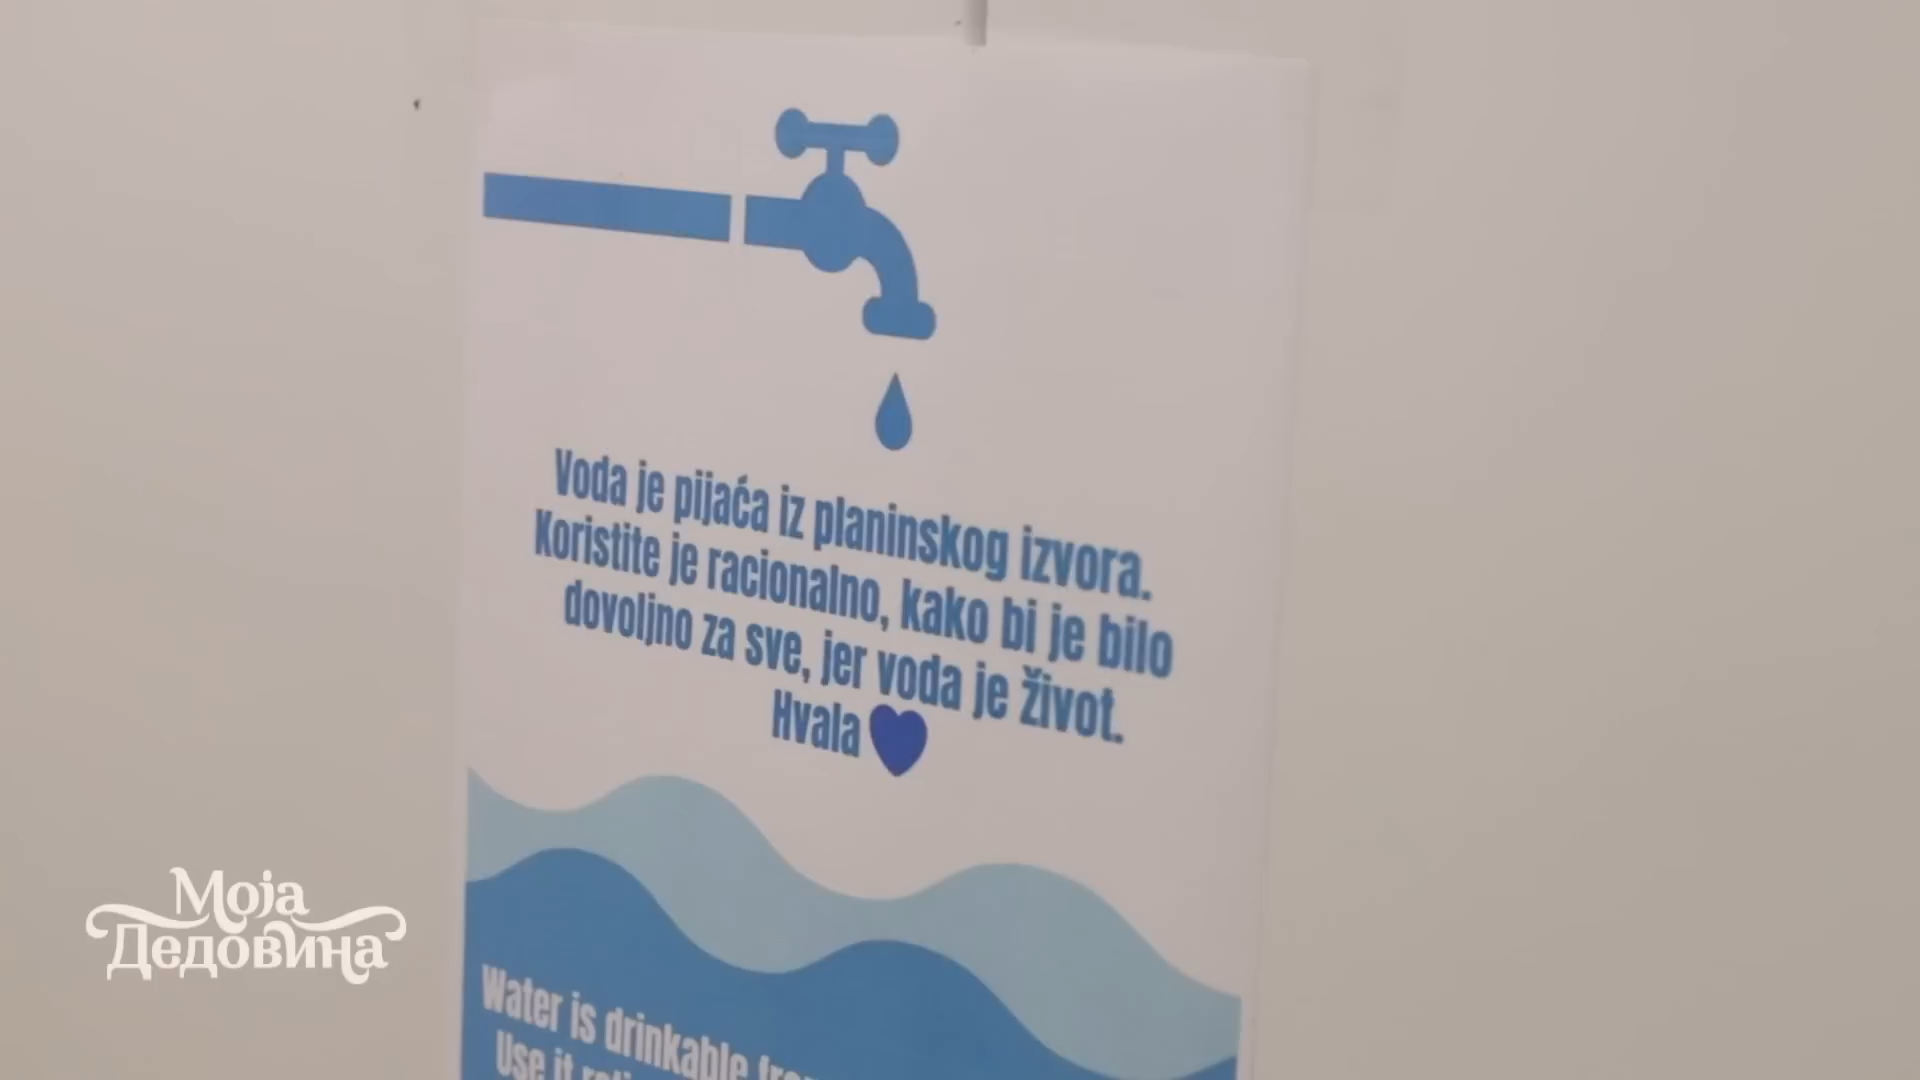 Voda je pijaća iz planinskog izvora.
Koristite je racionalno, kako bi je bilo
dovoljno za sve, jer voda je život.
Hvala
Water is drinkable
Use it
Моја
Дедовина